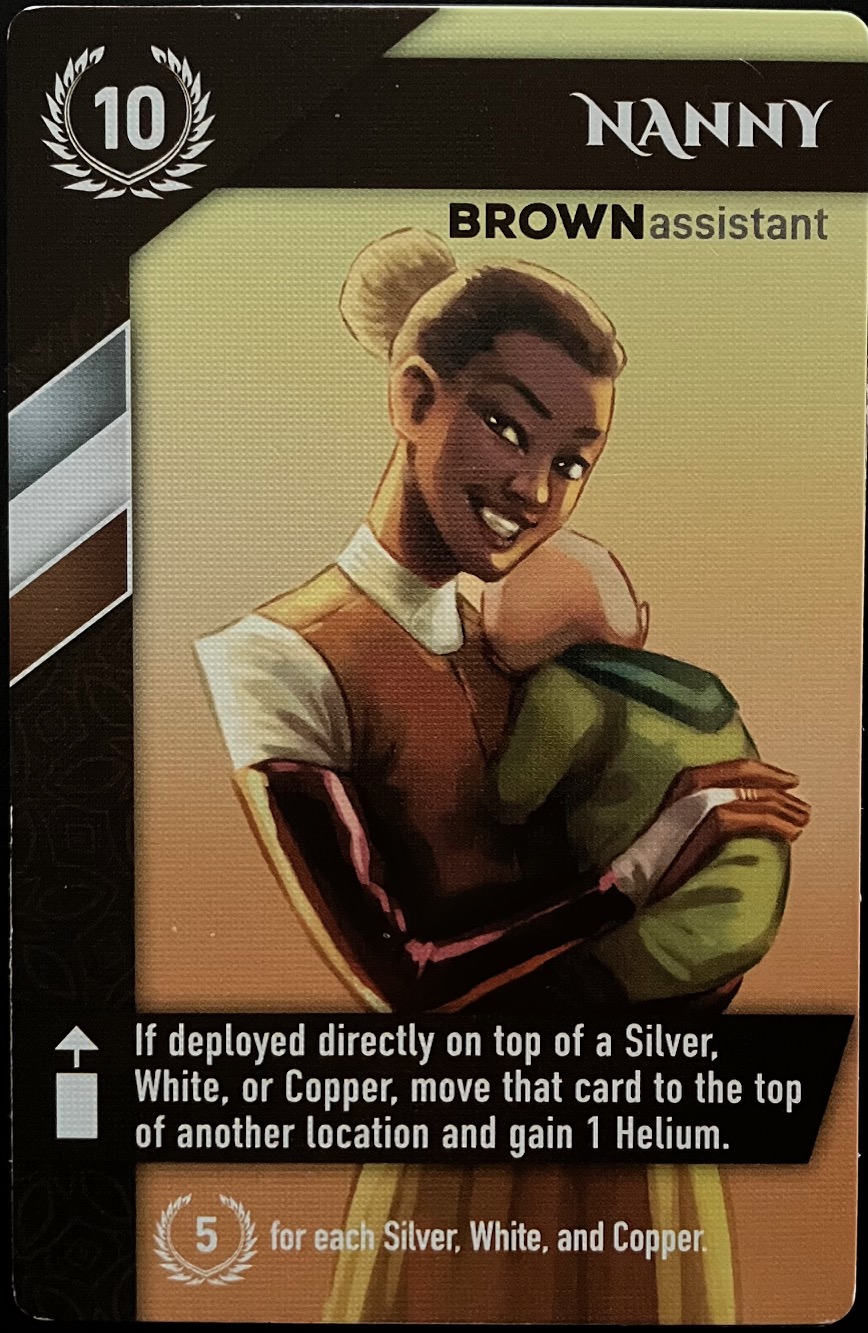 10
NANNY
BROWNassistant
If deployed directly on top of a Silver,
White, or Copper, move that card to the top
of another location and gain 1 Helium.
5 for each Silver, White, and Copper.